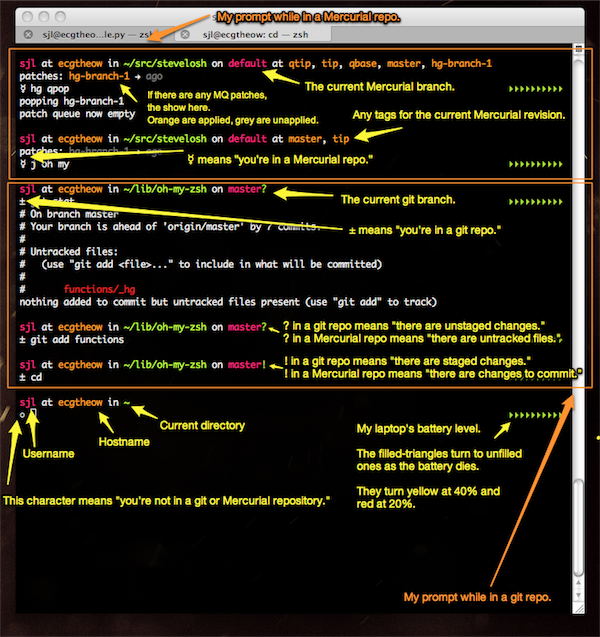 My prompt while in a Mercurial repo.
sjl@ectgheo...le.py — zsh
sjl@ecgtheow: cd — zsh
sjl at ecgtheow in ~/src/stevelosh on default at qtip, tip, qbase, master, hg-branch-1
patches: hg-branch-1 → ago
The current Mercurial branch.
☿ hg qpop
If there are any MQ patches,
the show here.
Orange are applied, grey are unapplied.
▸▸▸▸▸▸▸▸▸▸
popping hg-branch-1
patch queue now empty
Any tags for the current Mercurial revision.
sjl at ecgtheow in ~/src/stevelosh on default at master, tip
patches: hg-branch-1 → ago
☿ j oh my
☿ means "you're in a Mercurial repo."
▸▸▸▸▸▸▸▸▸▸
sjl at ecgtheow in ~/lib/oh-my-zsh on master?
The current git branch.
▸▸▸▸▸▸▸▸▸▸
± stat
# On branch master
# Your branch is ahead of 'origin/master' by 7 commits.
± means "you're in a git repo."
#
# Untracked files:
# (use "git add <file>..." to include in what will be committed)
#
# functions/_hg
nothing added to commit but untracked files present (use "git add" to track)
sjl at ecgtheow in ~/lib/oh-my-zsh on master?
? in a git repo means "there are unstaged changes."
? in a Mercurial repo means "there are untracked files."
± git add functions
sjl at ecgtheow in ~/lib/oh-my-zsh on master!
! in a git repo means "there are staged changes."
! in a Mercurial repo means "there are changes to commit."
± cd
sjl at ecgtheow in ~
○
▸▸▸▸▸▸▸▸▸▸
Current directory
Hostname
Username
My laptop's battery level.
The filled-triangles turn to unfilled
ones as the battery dies.
They turn yellow at 40% and
red at 20%.
This character means "you're not in a git or Mercurial repository."
My prompt while in a git repo.